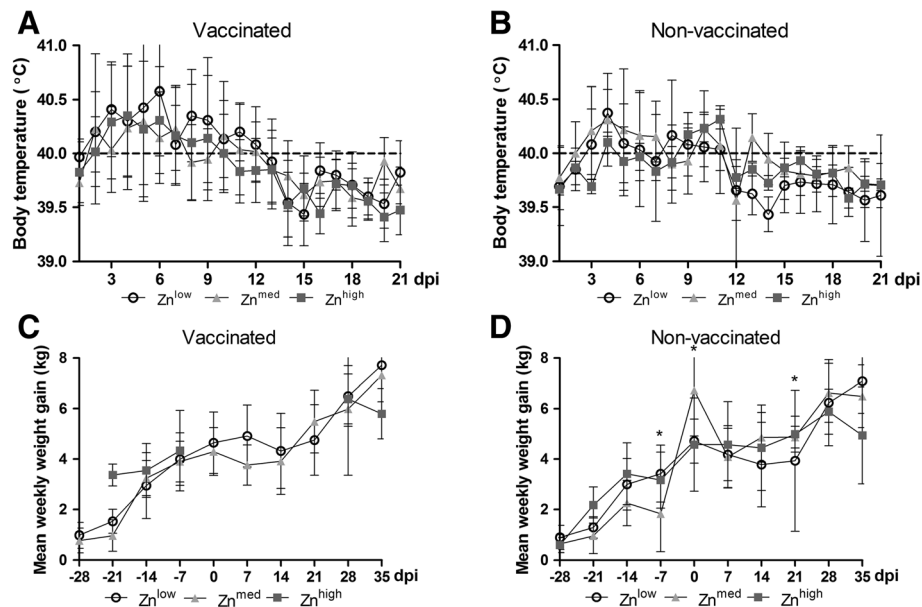 A
Vaccinated
Body temperature (°C)
41.0
40.5
40.0
39.5
39.0
3 6 9 12 15 18 21 dpi
Zn^low Zn^med Zn^high
B
Non-vaccinated
Body temperature (°C)
41.0
40.5
40.0
39.5
39.0
3 6 9 12 15 18 21 dpi
Zn^low Zn^med Zn^high
C
Vaccinated
Mean weekly weight gain (kg)
8
6
4
2
0
-28 -21 -14 -7 0 7 14 21 28 35 dpi
Zn^low Zn^med Zn^high
D
Non-vaccinated
Mean weekly weight gain (kg)
8
6
4
2
0
* * *
-28 -21 -14 -7 0 7 14 21 28 35 dpi
Zn^low Zn^med Zn^high